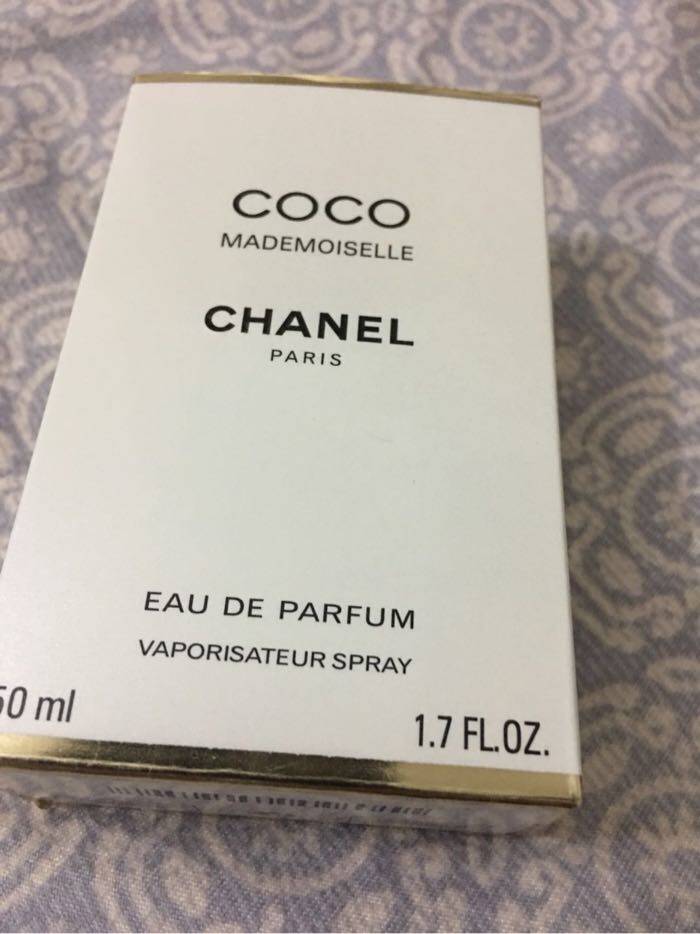 COCO
MADEMOISELLE
CHANEL
PARIS
EAU DE PARFUM
VAPORISATEUR SPRAY
50 ml
1.7 FL.OZ.